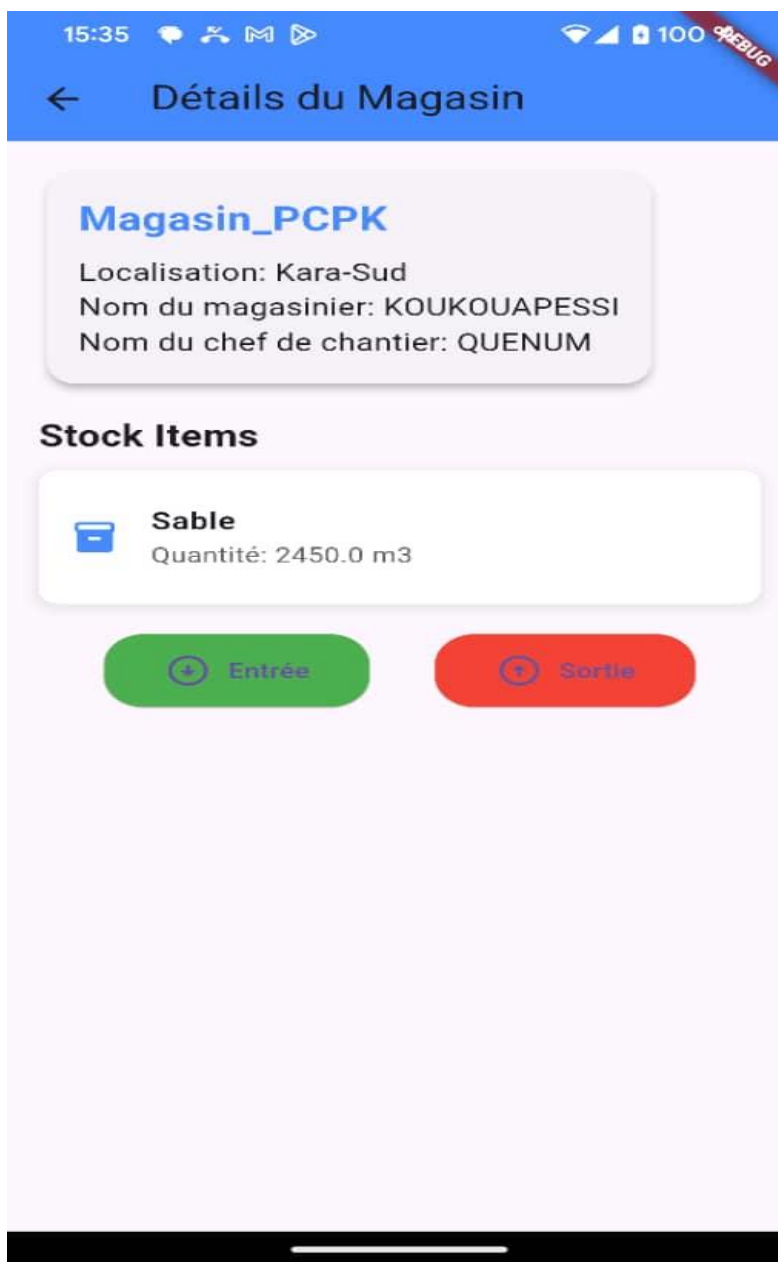 15:35 100 DEBUG
Détails du Magasin
Magasin_PCPK
Localisation: Kara-Sud
Nom du magasinier: KOUKOUAPESSI
Nom du chef de chantier: QUENUM
Stock Items
Sable
Quantité: 2450.0 m3
Entrée Sortie